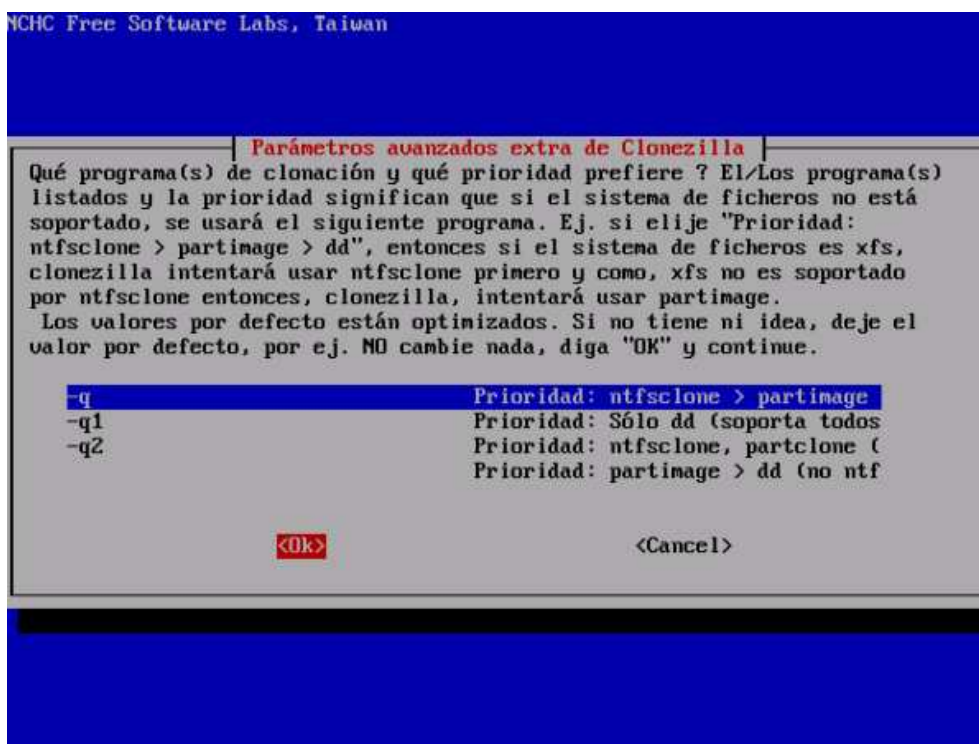 NCHC Free Software Labs, Taiwan
Parámetros avanzados extra de Clonezilla
Qué programa(s) de clonación y qué prioridad prefiere ? El/Los programa(s)
listados y la prioridad significan que si el sistema de ficheros no está
soportado, se usará el siguiente programa. Ej. si elije "Prioridad:
ntfsclone > partimage > dd", entonces si el sistema de ficheros es xfs,
clonezilla intentará usar ntfsclone primero y como, xfs no es soportado
por ntfsclone entonces, clonezilla, intentará usar partimage.
Los valores por defecto están optimizados. Si no tiene ni idea, deje el
valor por defecto, por ej. NO cambie nada, diga "OK" y continue.
-q Prioridad: ntfsclone > partimage
-q1 Prioridad: Sólo dd (soporta todos
-q2 Prioridad: ntfsclone, partclone (
Prioridad: partimage > dd (no ntf
<Ok> <Cancel>